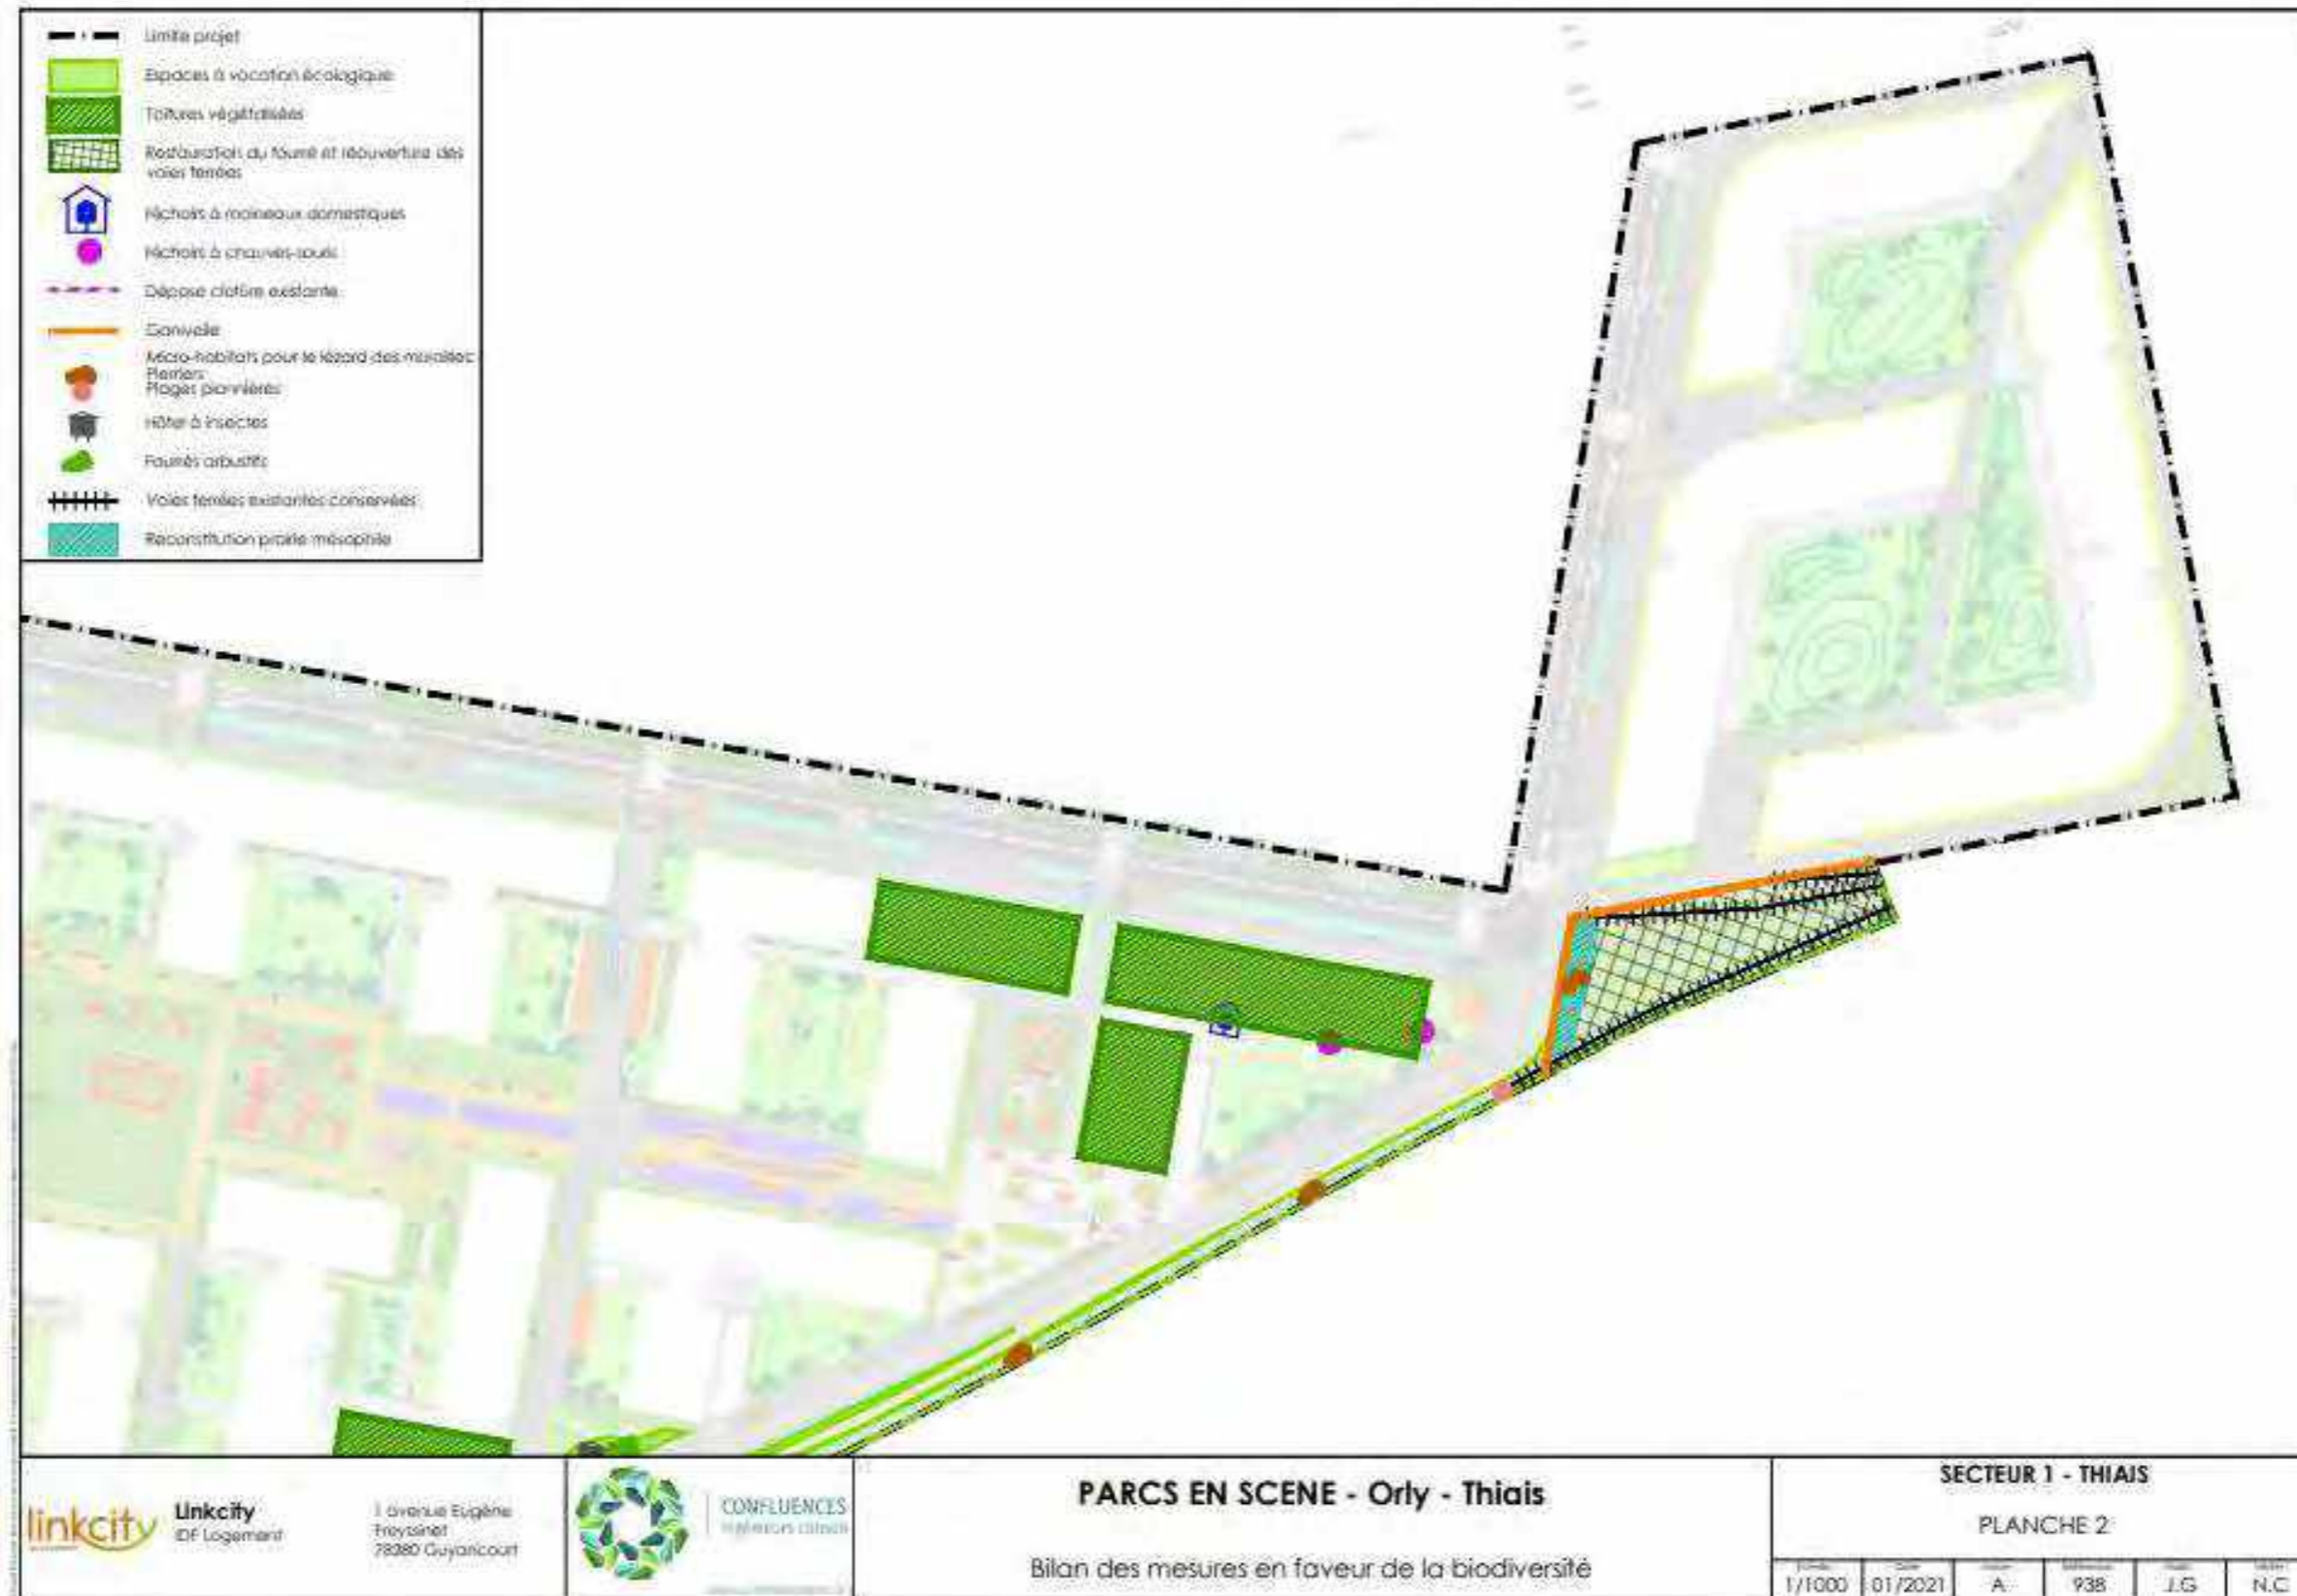 Limite projet
Espaces à vocation écologique
Toitures végétalisées
Restauration du fourré et réouverture des
voies ferrées
Nichoirs à moineaux domestiques
Nichoirs à chauves-souris
Dépose clotûre existante
Ganivelle
Micro-habitats pour le lézard des murailles:
Pierriers
Plages pionnières
Hôtel à insectes
Fourrés arbustifs
Voies ferrées existantes conservées
Reconstitution prairie mésophile
linkcity
Linkcity
IDF Logement
1 avenue Eugène
Freyssinet
78280 Guyancourt
CONFLUENCES
PARCS EN SCENE - Orly - Thiais
Bilan des mesures en faveur de la biodiversité
SECTEUR 1 - THIAIS
PLANCHE 2
1/1000 01/2021 A 938 J.G N.C